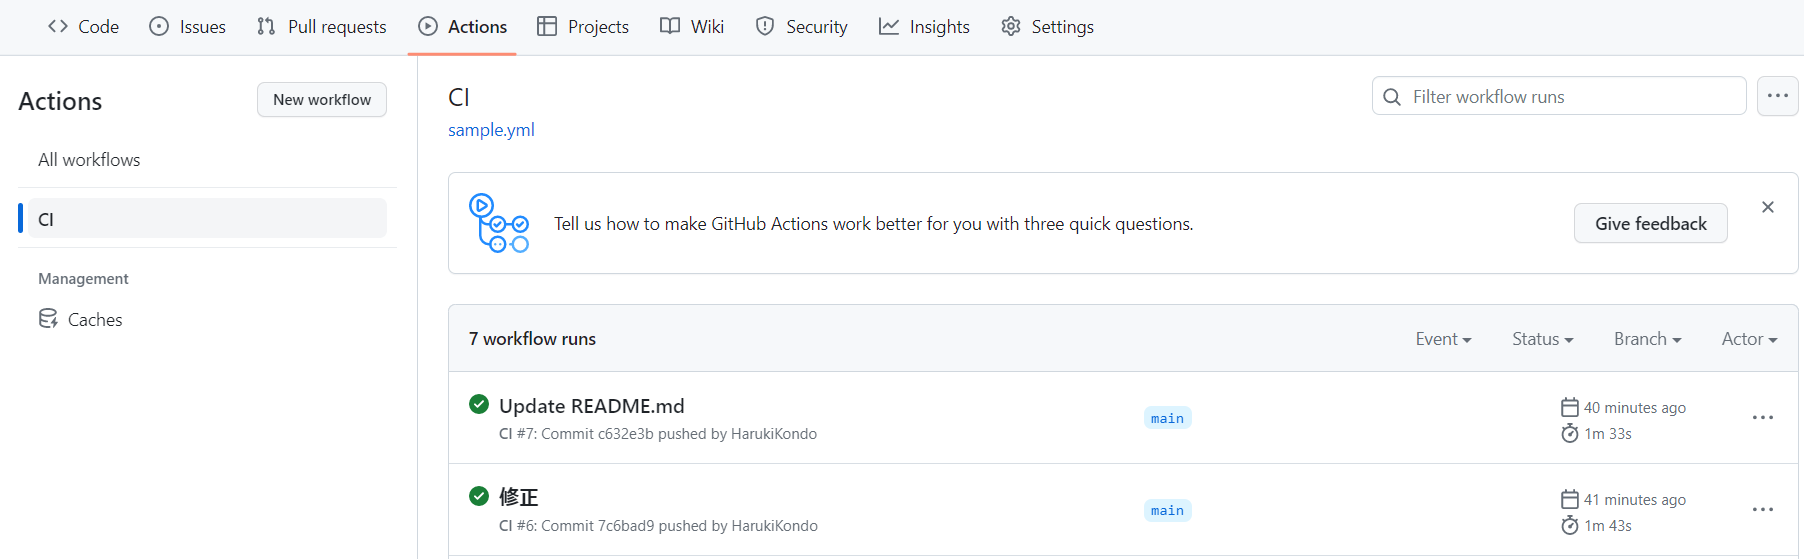 Code Issues Pull requests Actions Projects Wiki Security Insights Settings
Actions
New workflow
All workflows
CI
Management
Caches
CI
sample.yml
Filter workflow runs
Tell us how to make GitHub Actions work better for you with three quick questions.
Give feedback
7 workflow runs
Event Status Branch Actor
Update README.md
CI #7: Commit c632e3b pushed by HarukiKondo
main
40 minutes ago
1m 33s
修正
CI #6: Commit 7c6bad9 pushed by HarukiKondo
main
41 minutes ago
1m 43s